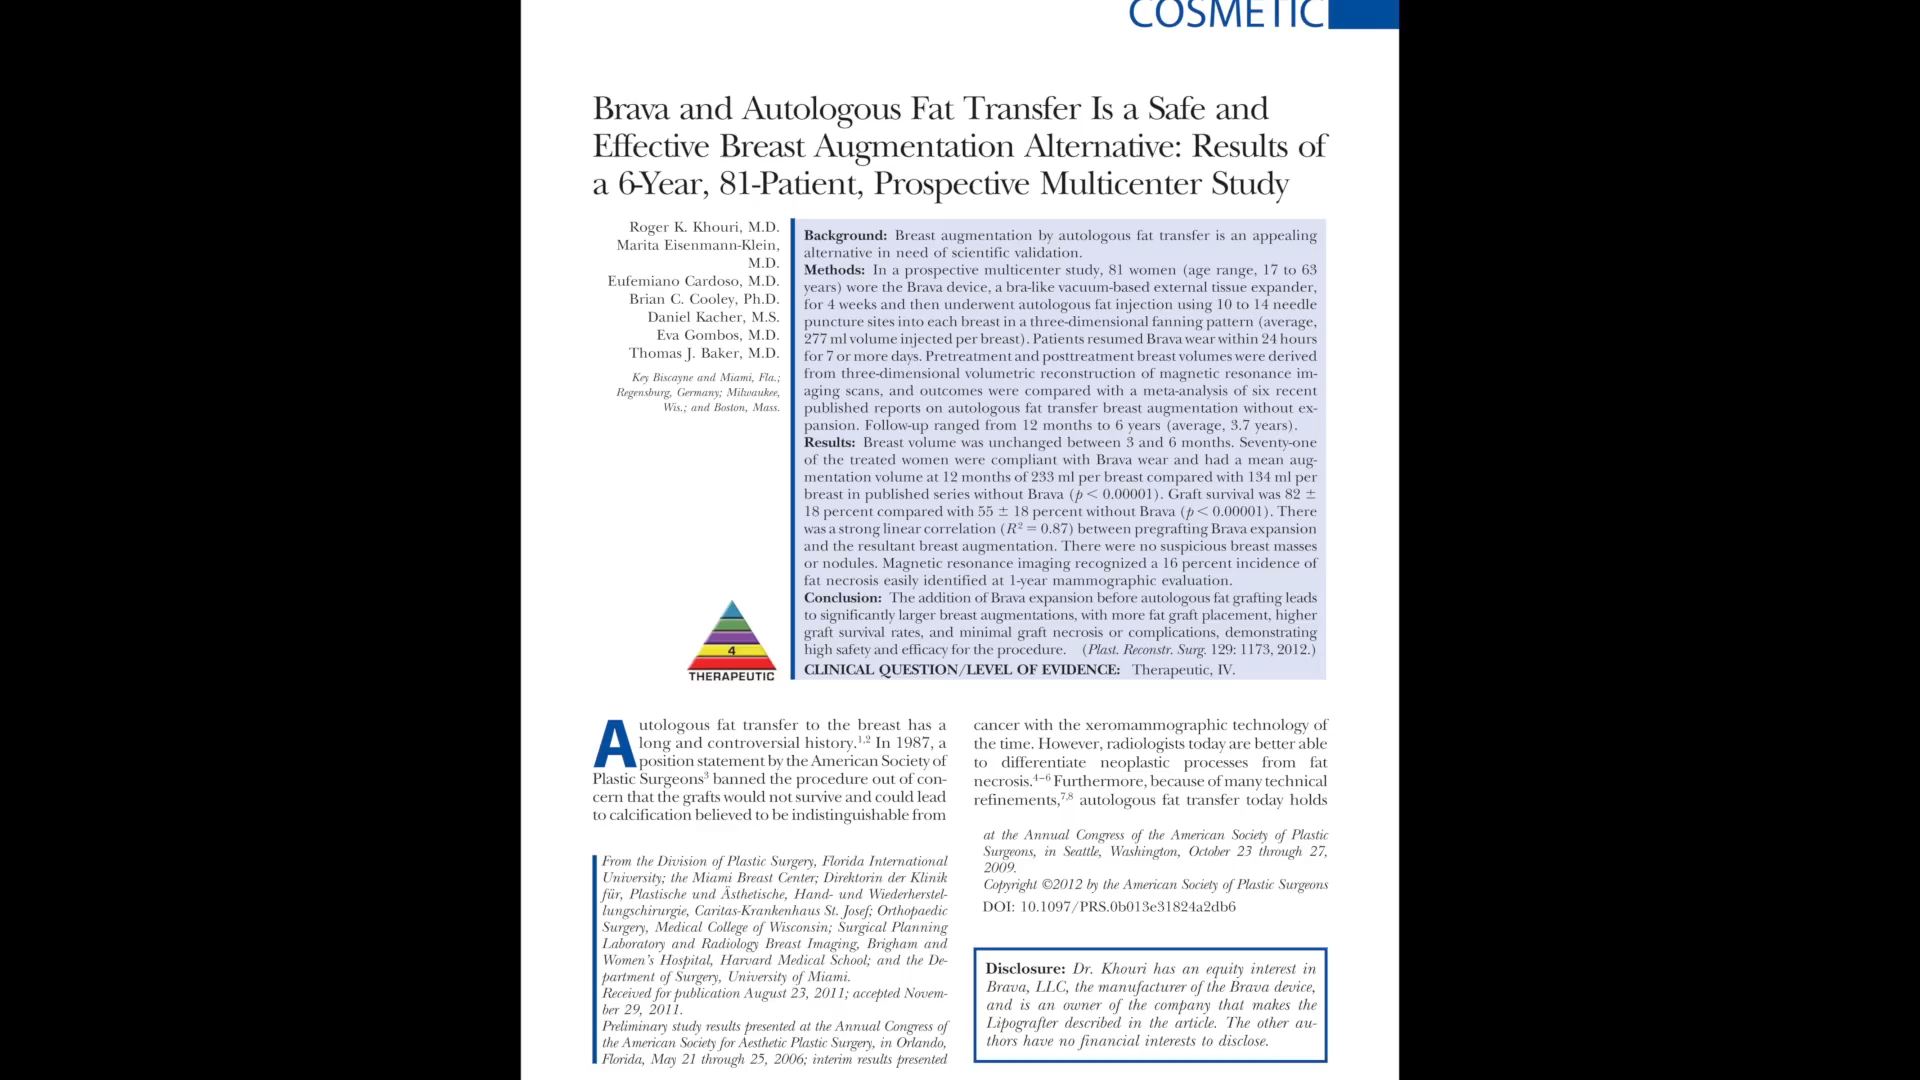 COSMETIC
Brava and Autologous Fat Transfer Is a Safe and
Effective Breast Augmentation Alternative: Results of
a 6-Year, 81-Patient, Prospective Multicenter Study
Roger K. Khouri, M.D.
Marita Eisenmann-Klein,
M.D.
Eufemiano Cardoso, M.D.
Brian C. Cooley, Ph.D.
Daniel Kacher, M.S.
Eva Gombos, M.D.
Thomas J. Baker, M.D.
Key Biscayne and Miami, Fla.;
Regensburg, Germany; Milwaukee,
Wis.; and Boston, Mass.
Background: Breast augmentation by autologous fat transfer is an appealing
alternative in need of scientific validation.
Methods: In a prospective multicenter study, 81 women (age range, 17 to 63
years) wore the Brava device, a bra-like vacuum-based external tissue expander,
for 4 weeks and then underwent autologous fat injection using 10 to 14 needle
puncture sites into each breast in a three-dimensional fanning pattern (average,
277 ml volume injected per breast). Patients resumed Brava wear within 24 hours
for 7 or more days. Pretreatment and posttreatment breast volumes were derived
from three-dimensional volumetric reconstruction of magnetic resonance im-
aging scans, and outcomes were compared with a meta-analysis of six recent
published reports on autologous fat transfer breast augmentation without ex-
pansion. Follow-up ranged from 12 months to 6 years (average, 3.7 years).
Results: Breast volume was unchanged between 3 and 6 months. Seventy-one
of the treated women were compliant with Brava wear and had a mean aug-
mentation volume at 12 months of 233 ml per breast compared with 134 ml per
breast in published series without Brava (p < 0.00001). Graft survival was 82 ±
18 percent compared with 55 ± 18 percent without Brava (p < 0.00001). There
was a strong linear correlation (R² = 0.87) between pregrafting Brava expansion
and the resultant breast augmentation. There were no suspicious breast masses
or nodules. Magnetic resonance imaging recognized a 16 percent incidence of
fat necrosis easily identified at 1-year mammographic evaluation.
Conclusion: The addition of Brava expansion before autologous fat grafting leads
to significantly larger breast augmentations, with more fat graft placement, higher
graft survival rates, and minimal graft necrosis or complications, demonstrating
high safety and efficacy for the procedure. (Plast. Reconstr. Surg. 129: 1173, 2012.)
CLINICAL QUESTION/LEVEL OF EVIDENCE: Therapeutic, IV.
4
THERAPEUTIC
Autologous fat transfer to the breast has a
long and controversial history.1,2 In 1987, a
position statement by the American Society of
Plastic Surgeons3 banned the procedure out of con-
cern that the grafts would not survive and could lead
to calcification believed to be indistinguishable from
From the Division of Plastic Surgery, Florida International
University; the Miami Breast Center; Direktorin der Klinik
für, Plastische und Ästhetische, Hand- und Wiederherstel-
lungschirurgie, Caritas-Krankenhaus St. Josef; Orthopaedic
Surgery, Medical College of Wisconsin; Surgical Planning
Laboratory and Radiology Breast Imaging, Brigham and
Women's Hospital, Harvard Medical School; and the De-
partment of Surgery, University of Miami.
Received for publication August 23, 2011; accepted Novem-
ber 29, 2011.
Preliminary study results presented at the Annual Congress of
the American Society for Aesthetic Plastic Surgery, in Orlando,
Florida, May 21 through 25, 2006; interim results presented
cancer with the xeromammographic technology of
the time. However, radiologists today are better able
to differentiate neoplastic processes from fat
necrosis.4–6 Furthermore, because of many technical
refinements,7,8 autologous fat transfer today holds
at the Annual Congress of the American Society of Plastic
Surgeons, in Seattle, Washington, October 23 through 27,
2009.
Copyright ©2012 by the American Society of Plastic Surgeons
DOI: 10.1097/PRS.0b013e31824a2db6
Disclosure: Dr. Khouri has an equity interest in
Brava, LLC, the manufacturer of the Brava device,
and is an owner of the company that makes the
Lipografter described in the article. The other au-
thors have no financial interests to disclose.